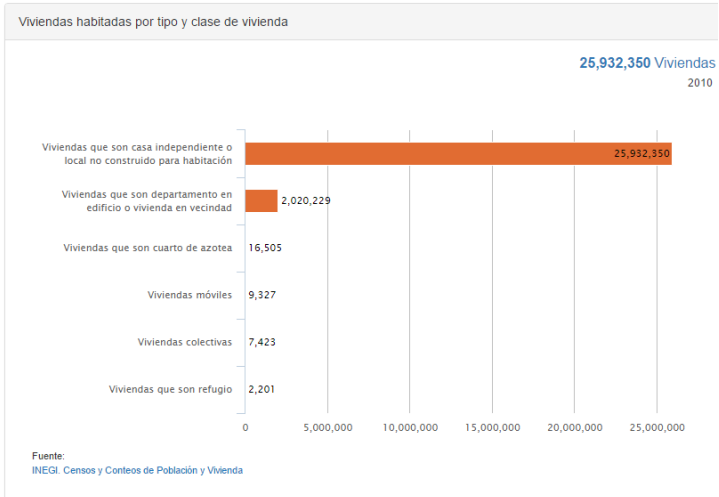 Viviendas habitadas por tipo y clase de vivienda
25,932,350 Viviendas
2010
Viviendas que son casa independiente o
local no construido para habitación
25,932,350
Viviendas que son departamento en
edificio o vivienda en vecindad
2,020,229
Viviendas que son cuarto de azotea
16,505
Viviendas móviles
9,327
Viviendas colectivas
7,423
Viviendas que son refugio
2,201
0 5,000,000 10,000,000 15,000,000 20,000,000 25,000,000
Fuente:
INEGI. Censos y Conteos de Población y Vivienda